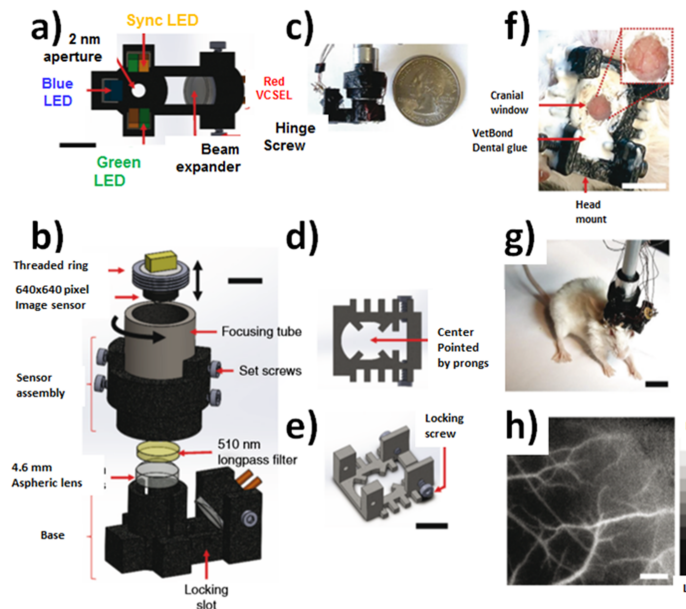 a)
Sync LED
2 nm
aperture
Blue
LED
Green
LED
Beam
expander
Red
VCSEL
c)
Hinge
Screw
f)
Cranial
window
VetBond
Dental glue
Head
mount
b)
Threaded ring
640x640 pixel
Image sensor
Focusing tube
Sensor
assembly
Set screws
510 nm
longpass filter
4.6 mm
Aspheric lens
Base
Locking
slot
d)
Center
Pointed
by prongs
e)
Locking
screw
g)
h)
L